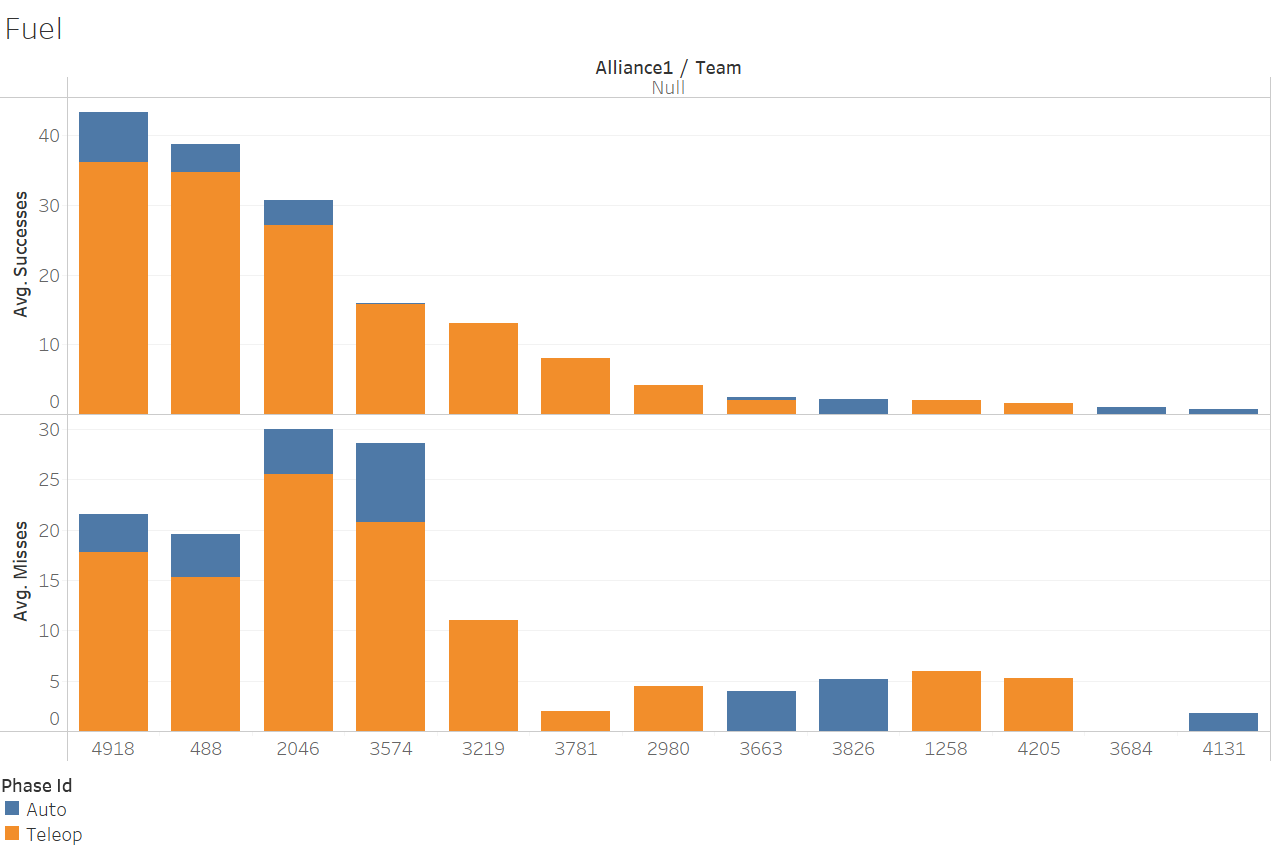 Fuel
Alliance1 / Team
Null
Avg. Successes
40
30
20
10
0
Avg. Misses
30
25
20
15
10
5
0
4918 488 2046 3574 3219 3781 2980 3663 3826 1258 4205 3684 4131
Phase Id
Auto
Teleop